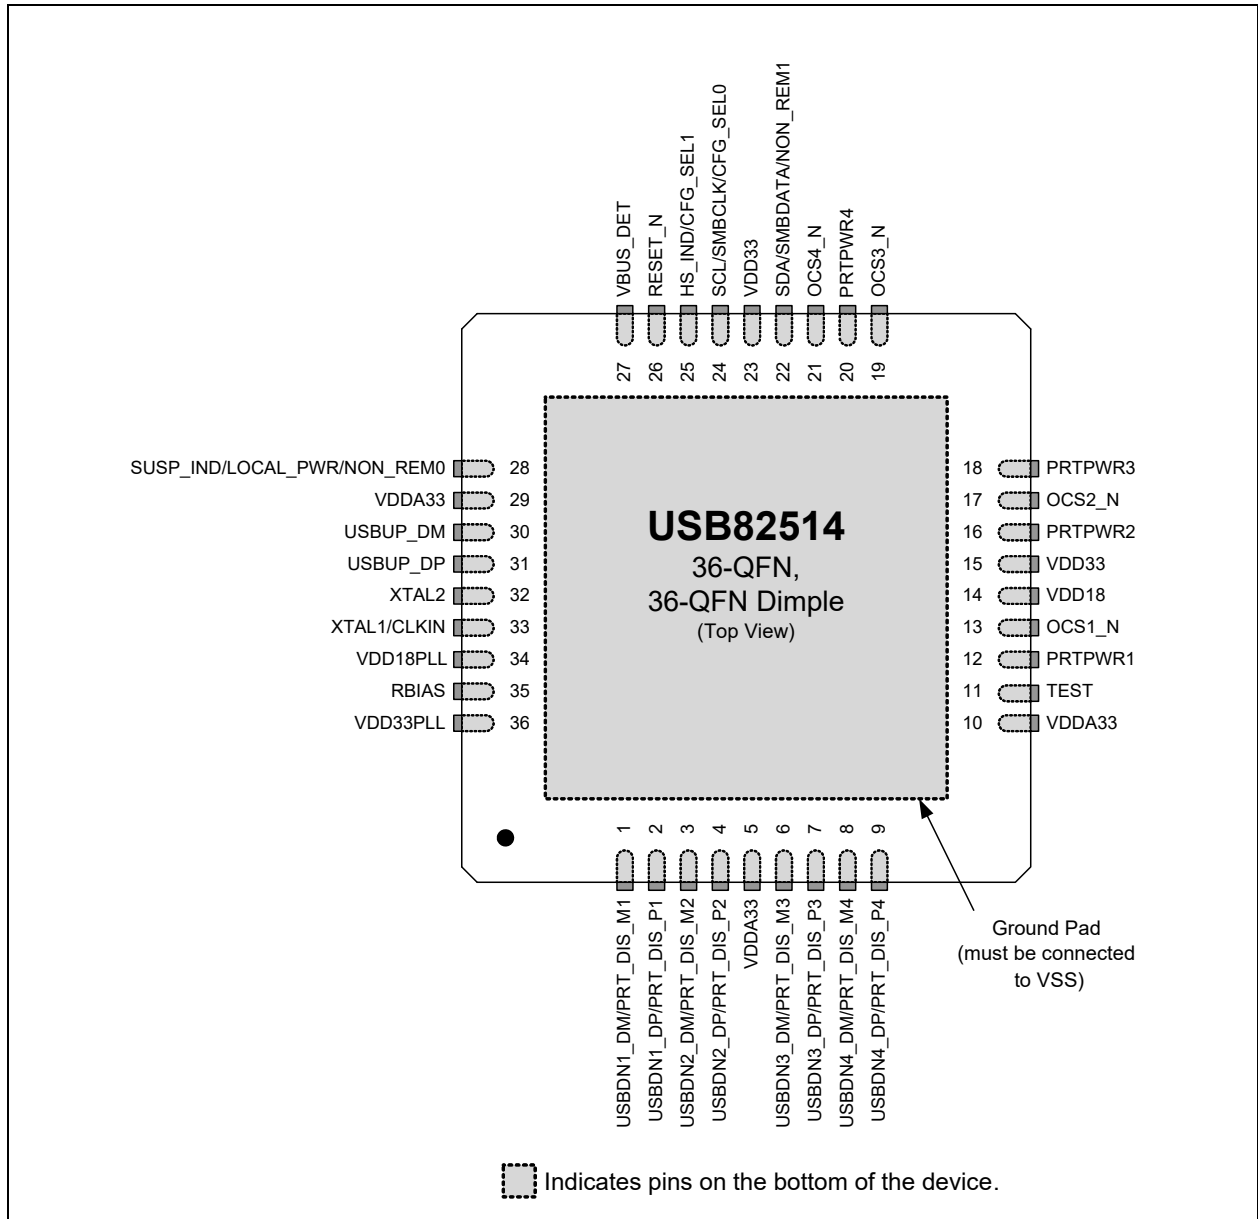 VBUS_DET
RESET_N
HS_IND/CFG_SEL1
SCL/SMBCLK/CFG_SEL0
VDD33
SDA/SMBDATA/NON_REM1
OCS4_N
PRTPWR4
OCS3_N
27
26
25
24
23
22
21
20
19
SUSP_IND/LOCAL_PWR/NON_REM0 28
VDDA33 29
USBUP_DM 30
USBUP_DP 31
XTAL2 32
XTAL1/CLKIN 33
VDD18PLL 34
RBIAS 35
VDD33PLL 36
USB82514
36-QFN,
36-QFN Dimple
(Top View)
18 PRTPWR3
17 OCS2_N
16 PRTPWR2
15 VDD33
14 VDD18
13 OCS1_N
12 PRTPWR1
11 TEST
10 VDDA33
1
2
3
4
5
6
7
8
9
USBDN1_DM/PRT_DIS_M1
USBDN1_DP/PRT_DIS_P1
USBDN2_DM/PRT_DIS_M2
USBDN2_DP/PRT_DIS_P2
VDDA33
USBDN3_DM/PRT_DIS_M3
USBDN3_DP/PRT_DIS_P3
USBDN4_DM/PRT_DIS_M4
USBDN4_DP/PRT_DIS_P4
Ground Pad
(must be connected
to VSS)
Indicates pins on the bottom of the device.